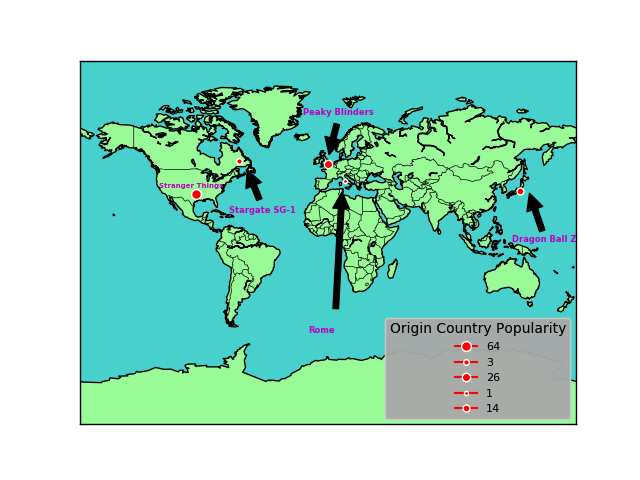 Peaky Blinders
Stranger Things
Stargate SG-1
Dragon Ball Z
Rome
Origin Country Popularity
64
3
26
1
14